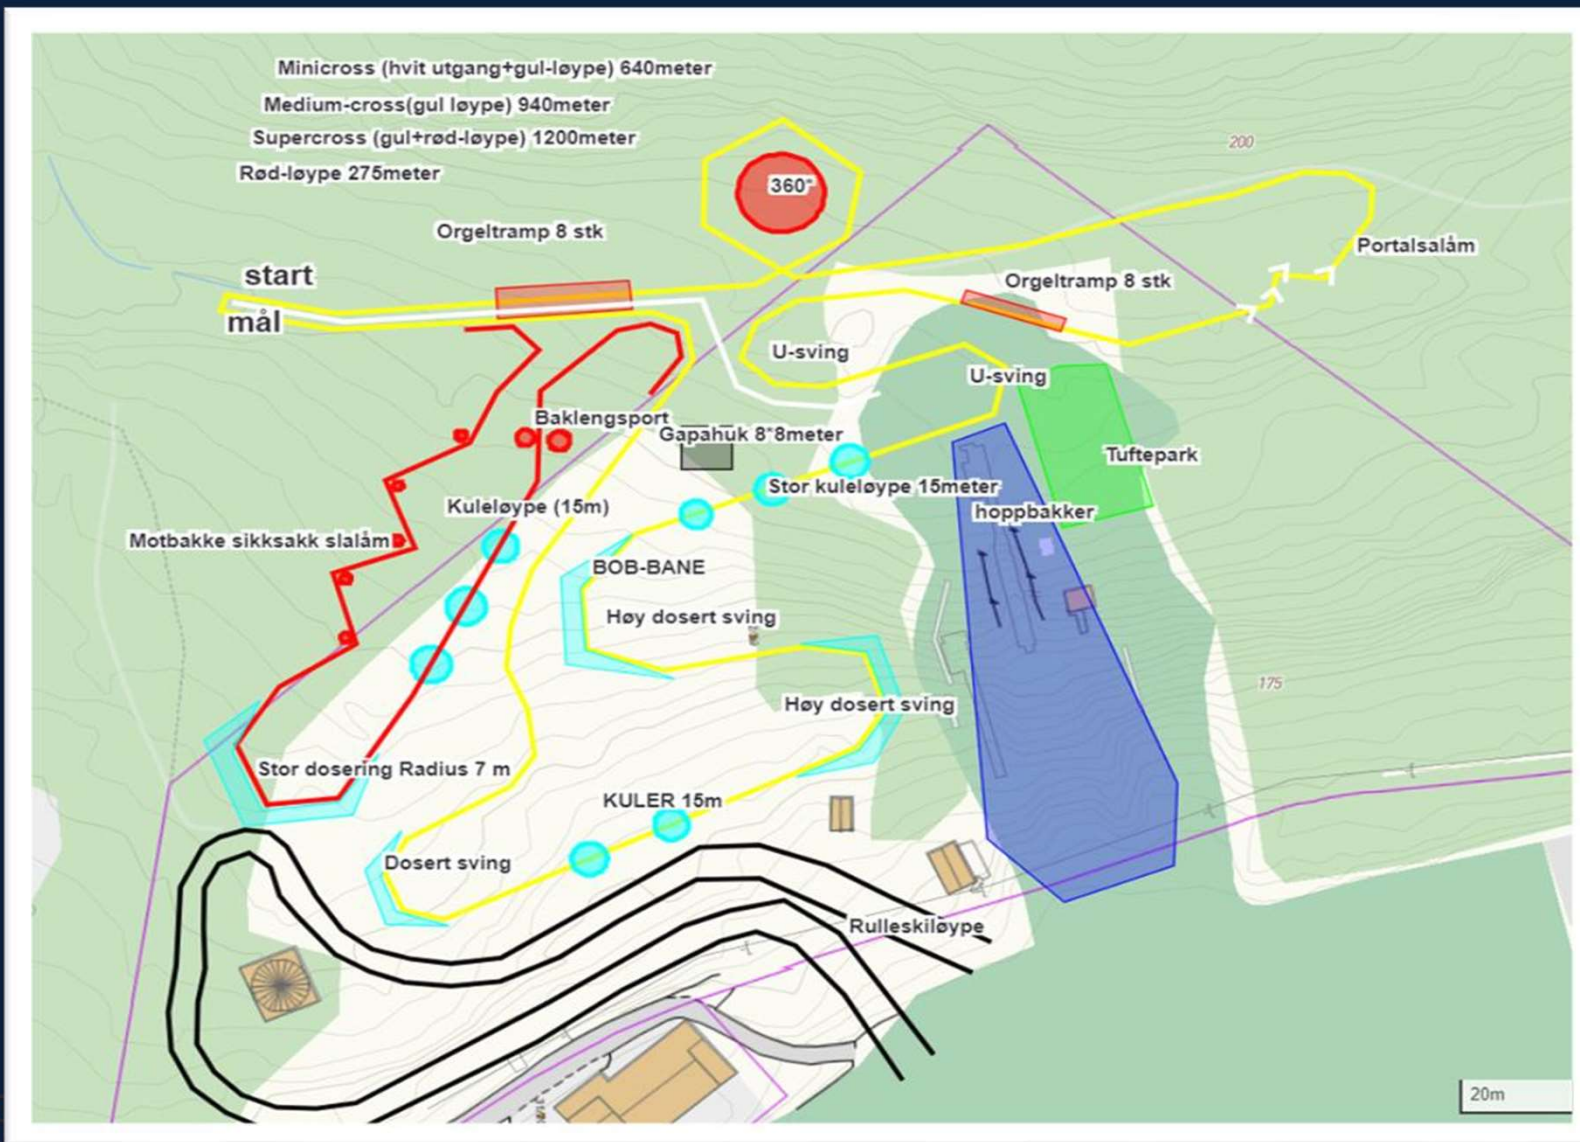 Minicross (hvit utgang+gul-løype) 640meter
Medium-cross(gul løype) 940meter
Supercross (gul+rød-løype) 1200meter
Rød-løype 275meter
200
360°
Orgeltramp 8 stk
Portalsalåm
start
Orgeltramp 8 stk
mål
U-sving
U-sving
Baklengsport
Gapahuk 8*8meter
Tuftepark
Stor kuleløype 15meter
Kuleløype (15m)
hoppbakker
Motbakke sikksakk slalåm
BOB-BANE
Høy dosert sving
175
Høy dosert sving
Stor dosering Radius 7 m
KULER 15m
Dosert sving
Rulleskiløype
20m